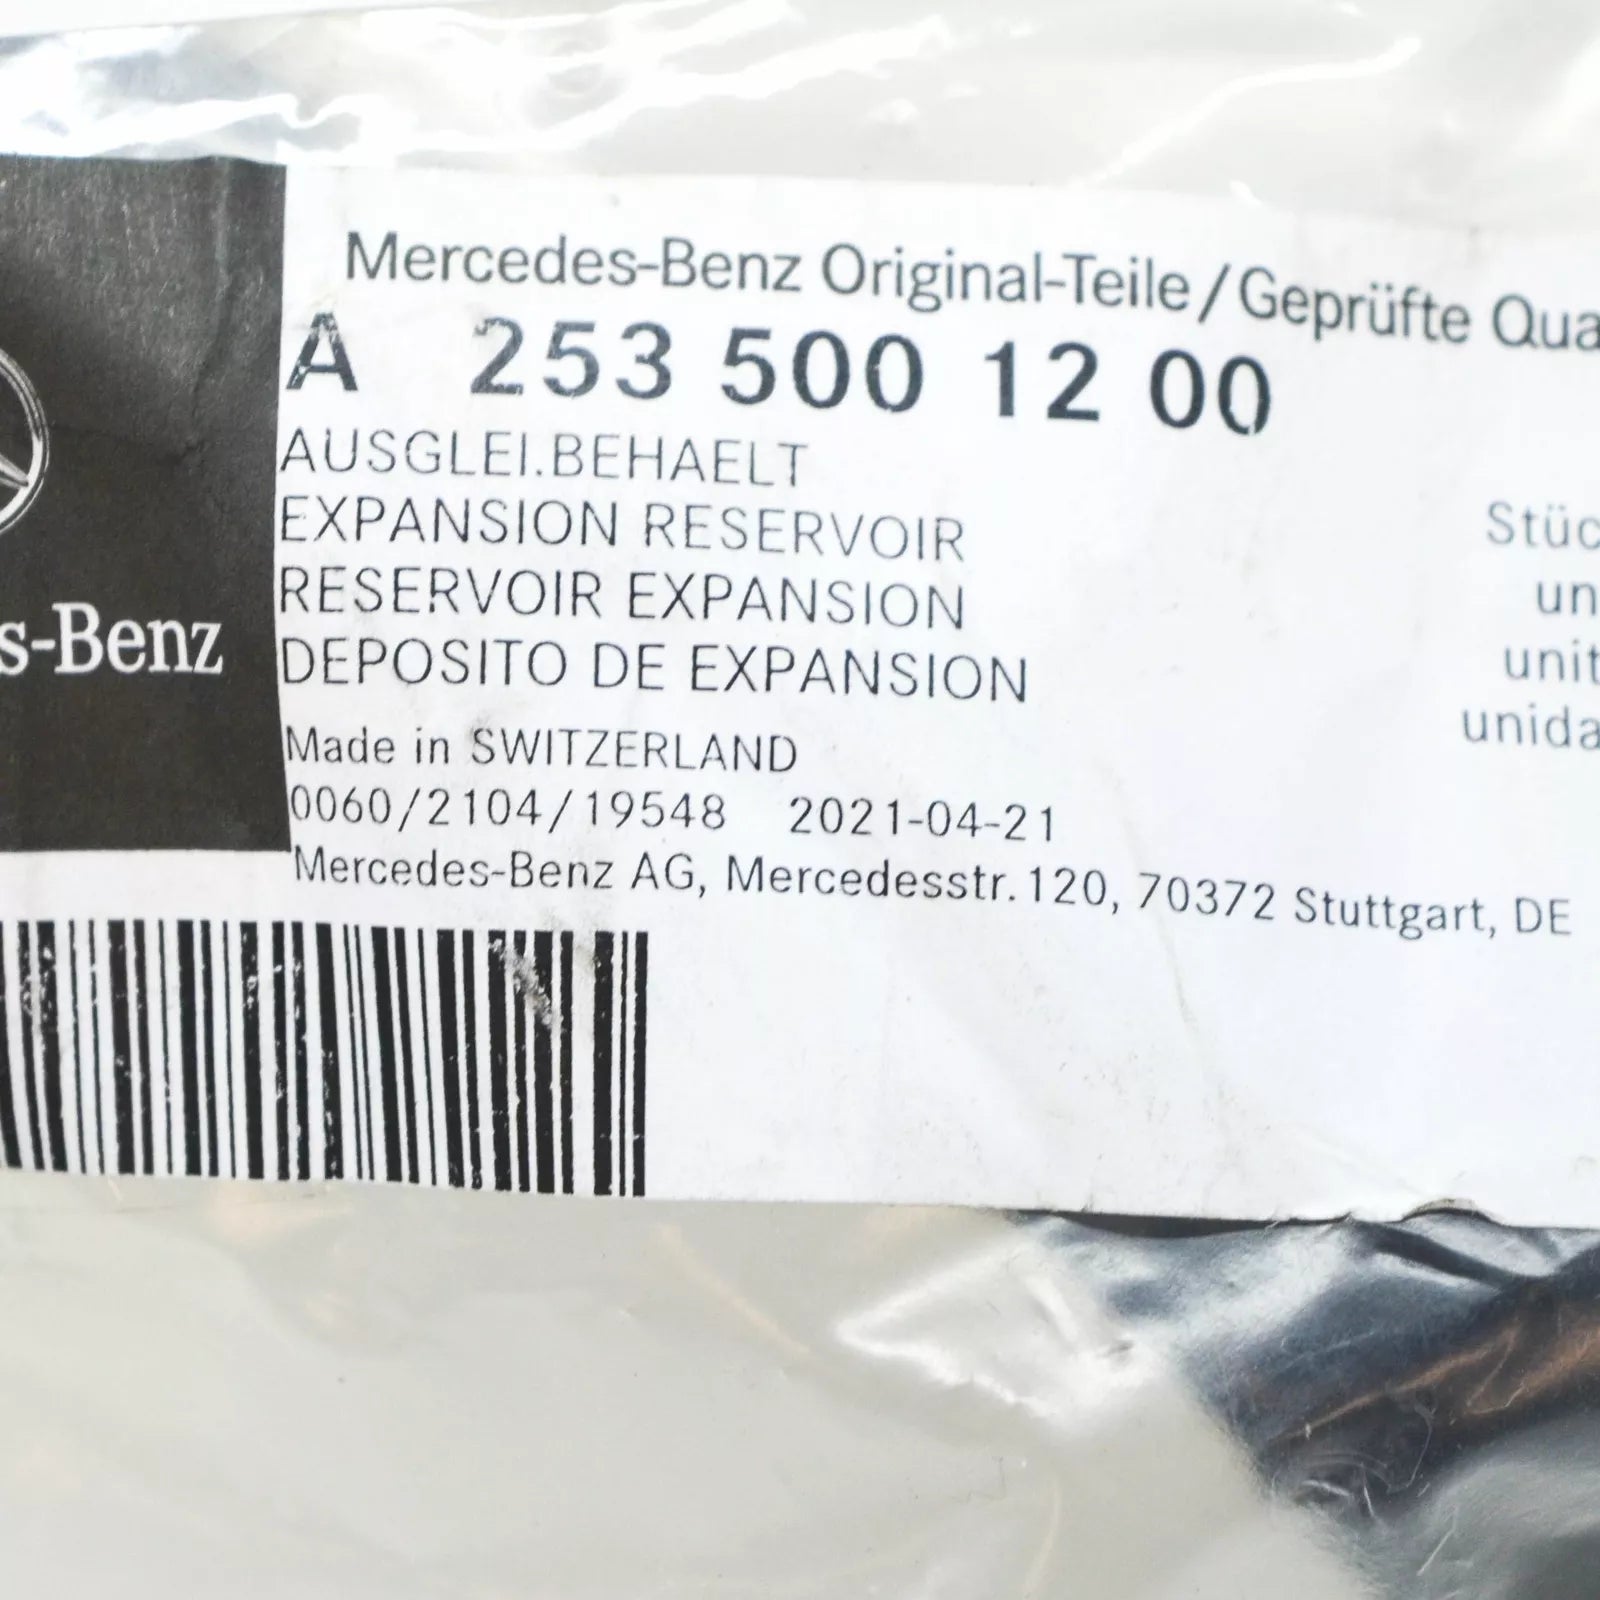 Mercedes-Benz Original-Teile / Geprüfte Qua
A 253 500 12 00
AUSGLEI.BEHAELT
EXPANSION RESERVOIR
RESERVOIR EXPANSION
DEPOSITO DE EXPANSION
Made in SWITZERLAND
0060/2104/19548 2021-04-21
Mercedes-Benz AG, Mercedesstr. 120, 70372 Stuttgart, DE
s-Benz
Stüc
un
unit
unida